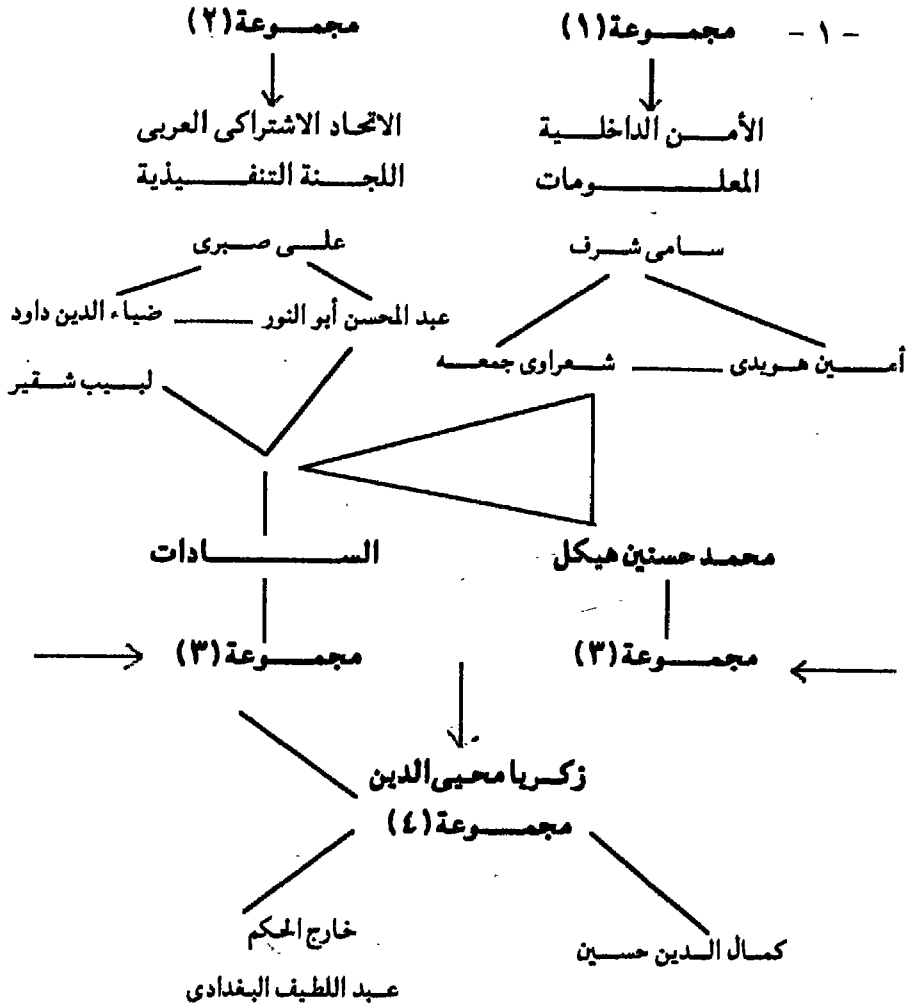 - ١ -
مجموعة (١)
مجموعة (٢)
الأمن الداخلية
المعلومات
الاتحاد الاشتراكى العربى
اللجنة التنفيذية
سامى شرف
على صبرى
أمين هويدى
شعراوى جمعه
عبد المحسن أبو النور
ضياء الدين داود
لبيب شقير
محمد حسنين هيكل
السادات
مجموعة (٣)
مجموعة (٣)
زكريا محيى الدين
مجموعة (٤)
كمال الدين حسين
خارج الحكم
عبد اللطيف البغدادى